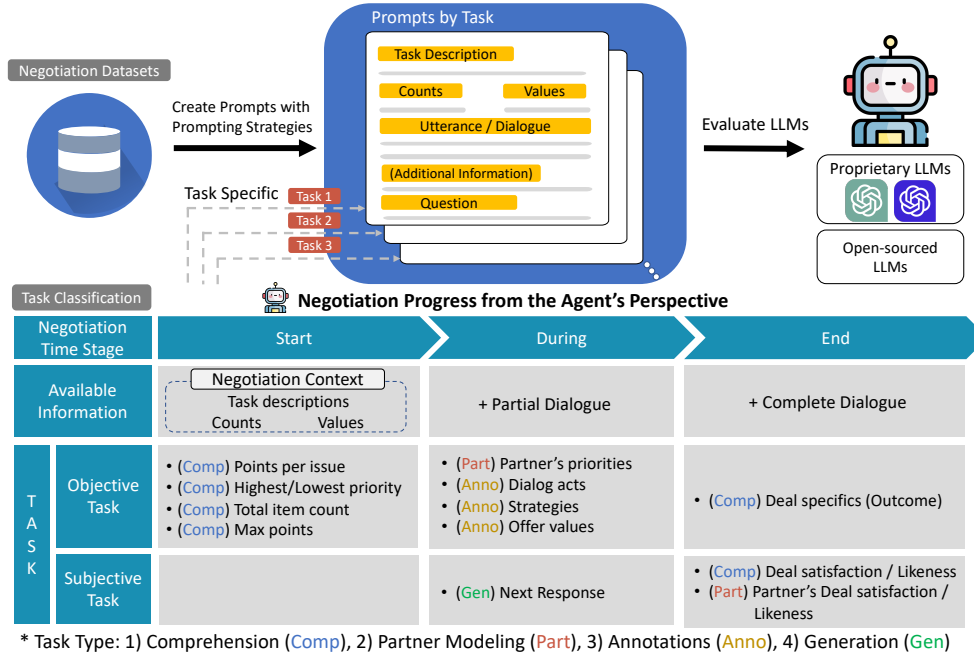 Prompts by Task
Negotiation Datasets
Create Prompts with
Prompting Strategies
Task Description
Counts
Values
Utterance / Dialogue
(Additional Information)
Question
Task Specific
Task 1
Task 2
Task 3
Evaluate LLMs
Proprietary LLMs
Open-sourced
LLMs
Task Classification
Negotiation Progress from the Agent's Perspective
Negotiation
Time Stage
Start
During
End
Available
Information
Negotiation Context
Task descriptions
Counts
Values
+ Partial Dialogue
+ Complete Dialogue
T
A
S
K
Objective
Task
• (Comp) Points per issue
• (Comp) Highest/Lowest priority
• (Comp) Total item count
• (Comp) Max points
• (Part) Partner's priorities
• (Anno) Dialog acts
• (Anno) Strategies
• (Anno) Offer values
• (Comp) Deal specifics (Outcome)
Subjective
Task
• (Gen) Next Response
• (Comp) Deal satisfaction / Likeness
• (Part) Partner's Deal satisfaction /
Likeness
* Task Type: 1) Comprehension (Comp), 2) Partner Modeling (Part), 3) Annotations (Anno), 4) Generation (Gen)